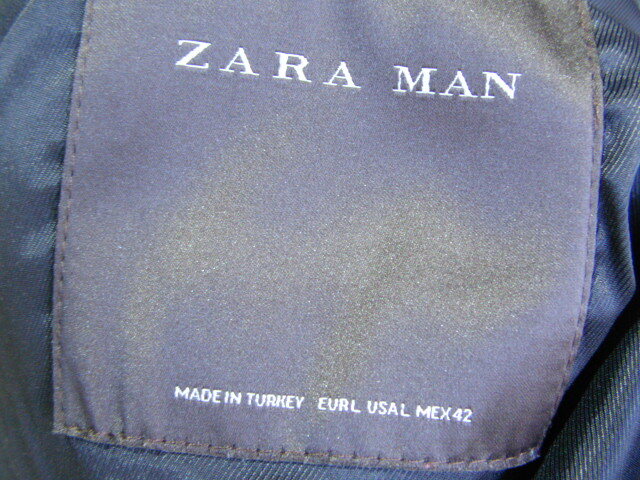 ZARA MAN
MADE IN TURKEY EUR L USA L MEX 42